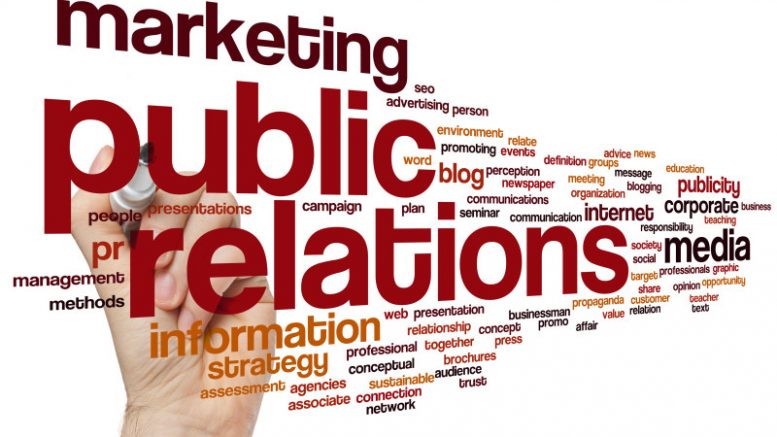 marketing
seo
advertising person
public
environment relate
promoting events
definition groups
advice news
word blog perception
newspaper
meeting
message
education
organization blogging
publicity
people presentations campaign plan
communications
seminar communication internet
corporate business
responsibility teaching
pr relations
society
social
media
management
target professionals graphic
methods
share opinion opportunity
propaganda customer teacher
value relation text
information
web presentation businessman
relationship concept promo affair
strategy
professional together press
conceptual brochures
assessment agencies sustainable audience
associate connection trust
network